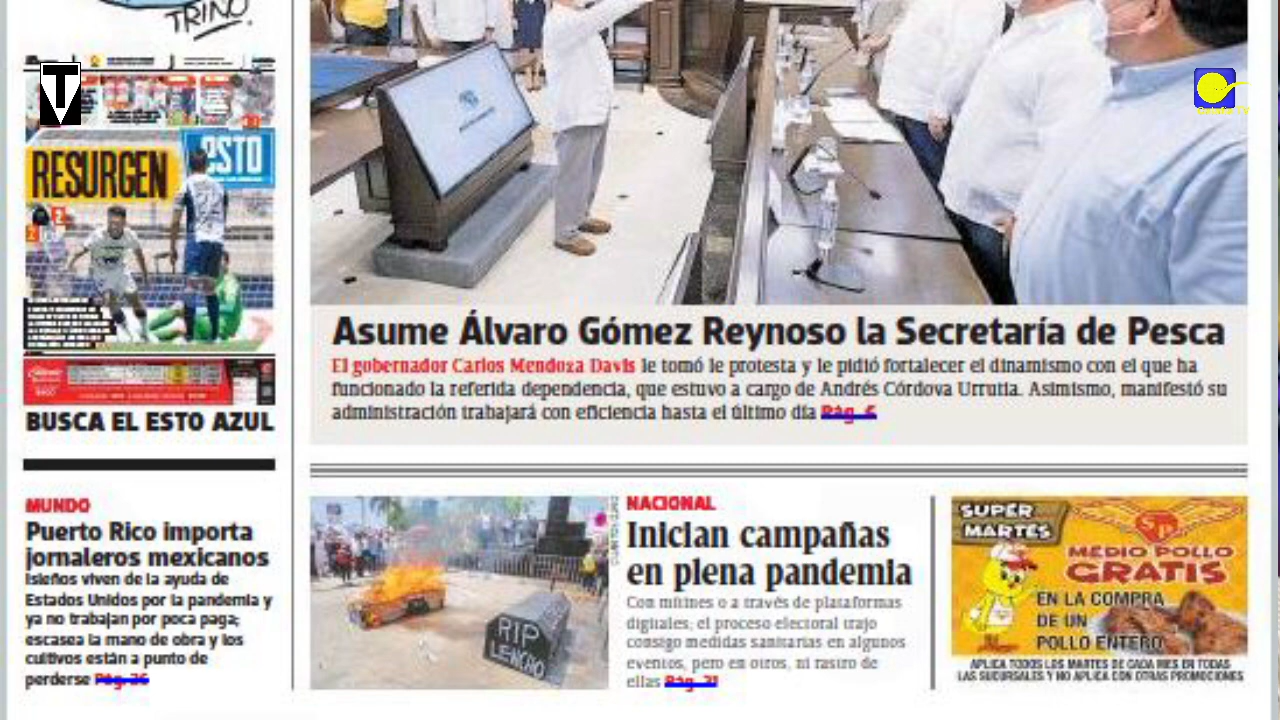 TRINO.
T
RESURGEN
esto
BUSCA EL ESTO AZUL
MUNDO
Puerto Rico importa
jornaleros mexicanos
Isleños viven de la ayuda de
Estados Unidos por la pandemia y
ya no trabajan por poca paga;
escasea la mano de obra y los
cultivos están a punto de
perderse Pág. 26
Asume Álvaro Gómez Reynoso la Secretaría de Pesca
El gobernador Carlos Mendoza Davis le tomó le protesta y le pidió fortalecer el dinamismo con el que ha
funcionado la referida dependencia, que estuvo a cargo de Andrés Córdova Urrutia. Asimismo, manifestó su
administración trabajará con eficiencia hasta el último día Pág. 6
RIP
LENCHO
NACIONAL
Inician campañas
en plena pandemia
Con mítines o a través de plataformas
digitales; el proceso electoral trajo
consigo medidas sanitarias en algunos
eventos, pero en otros, ni rastro de
ellas Pág. 21
SUPER
MARTES
SP
MEDIO POLLO
GRATIS
EN LA COMPRA
DE UN
POLLO ENTERO
APLICA TODOS LOS MARTES DE CADA MES EN TODAS
LAS SUCURSALES Y NO APLICA CON OTRAS PROMOCIONES